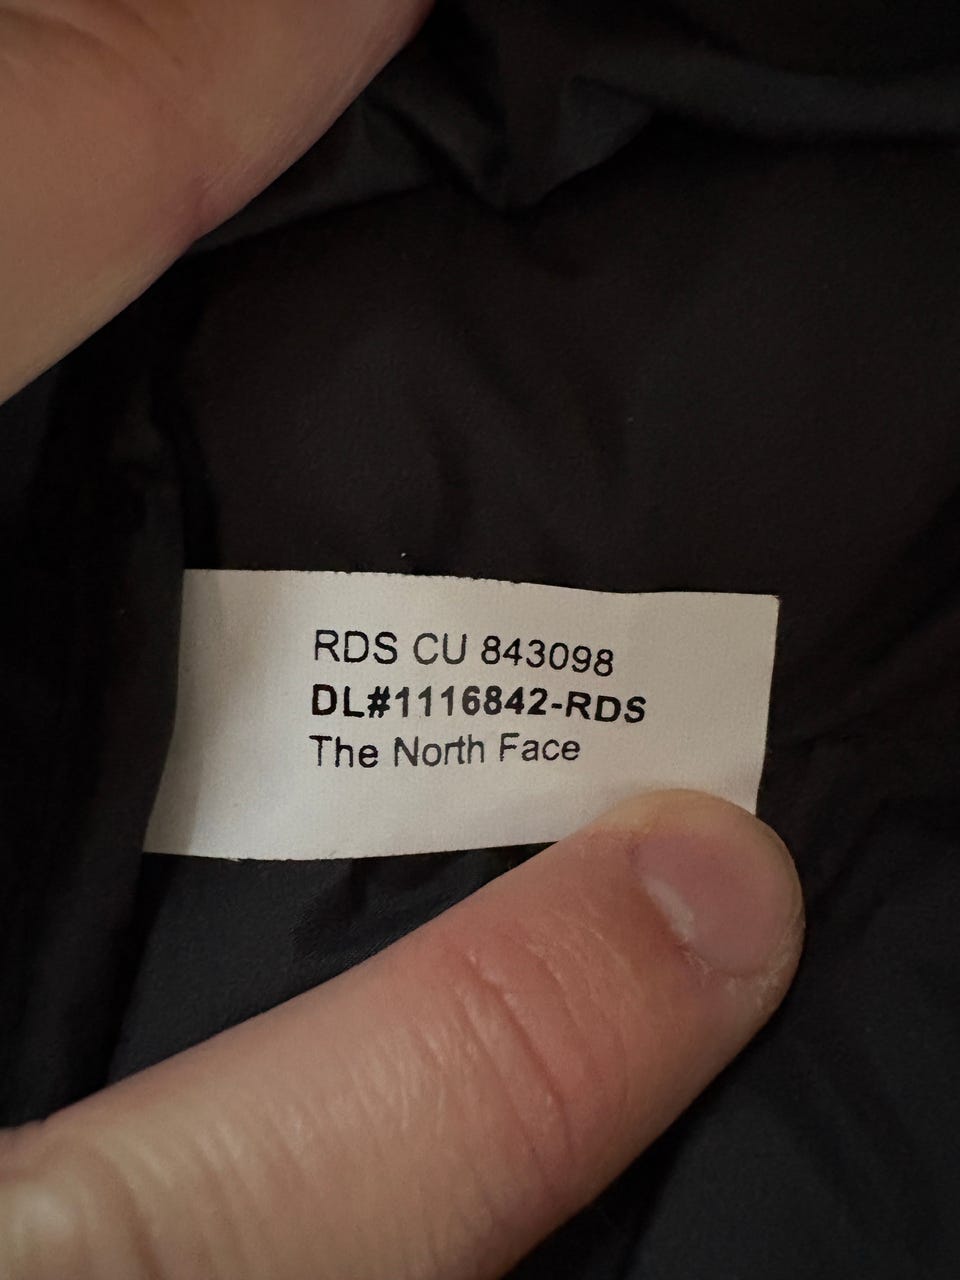 RDS CU 843098
DL#1116842-RDS
The North Face